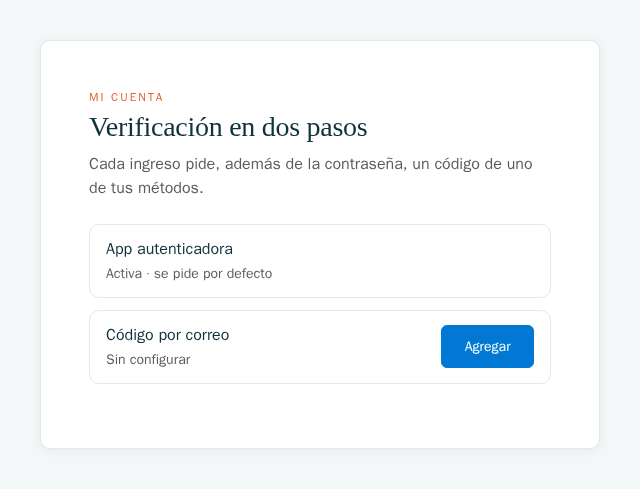 MI CUENTA
Verificación en dos pasos
Cada ingreso pide, además de la contraseña, un código de uno
de tus métodos.
App autenticadora
Activa · se pide por defecto
Código por correo
Sin configurar
Agregar